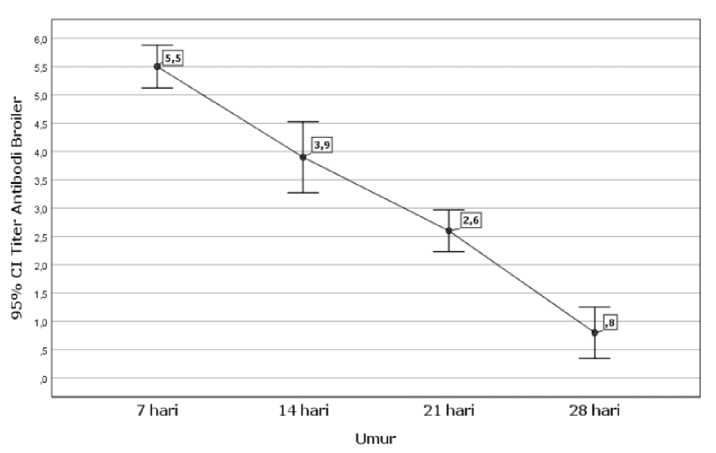 6,0
5,5
5,0
4,5
4,0
3,5
3,0
2,5
2,0
1,5
1,0
,5
,0
95% CI Titer Antibodi Broiler
5,5
3,9
2,6
,8
7 hari
14 hari
21 hari
28 hari
Umur